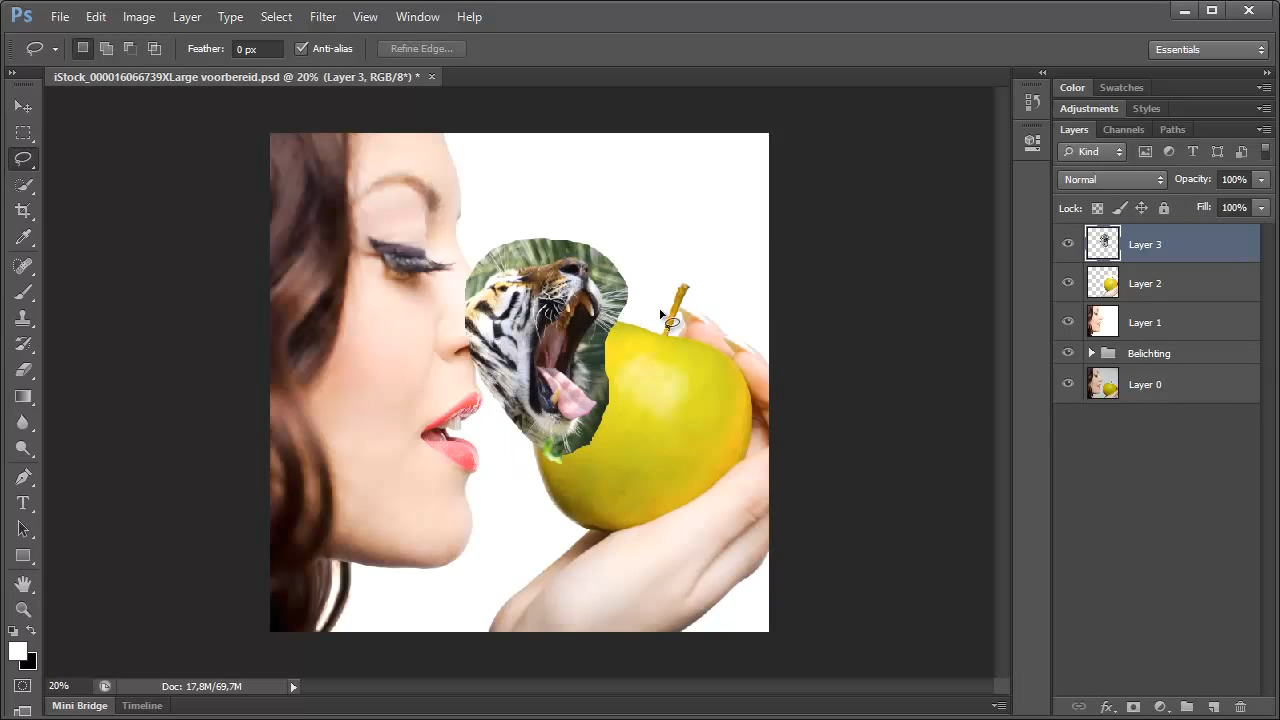 Ps File Edit Image Layer Type Select Filter View Window Help
Feather: 0 px Anti-alias Refine Edge... Essentials
iStock_000016066739XLarge voorbereid.psd @ 20% (Layer 3, RGB/8*) * ×
Color Swatches
Adjustments Styles
Layers Channels Paths
Kind
Normal Opacity: 100%
Lock: Fill: 100%
Layer 3
Layer 2
Layer 1
Belichting
Layer 0
20% Doc: 17,8M/69,7M
Mini Bridge Timeline